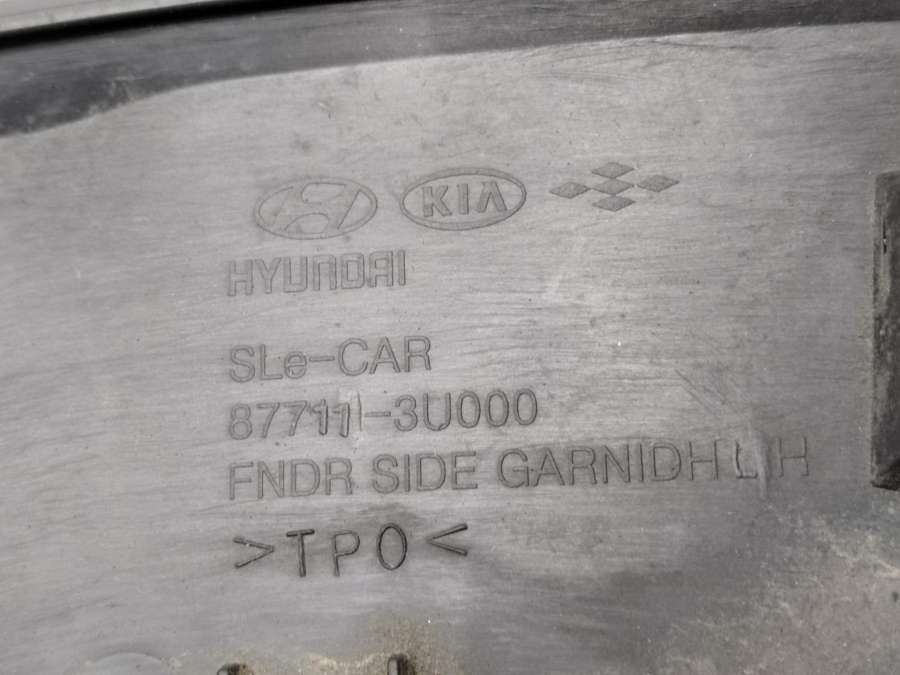 KIA
HYUNDAI
SLe-CAR
87711-3U000
FNDR SIDE GARNIDH LH
>TPO<